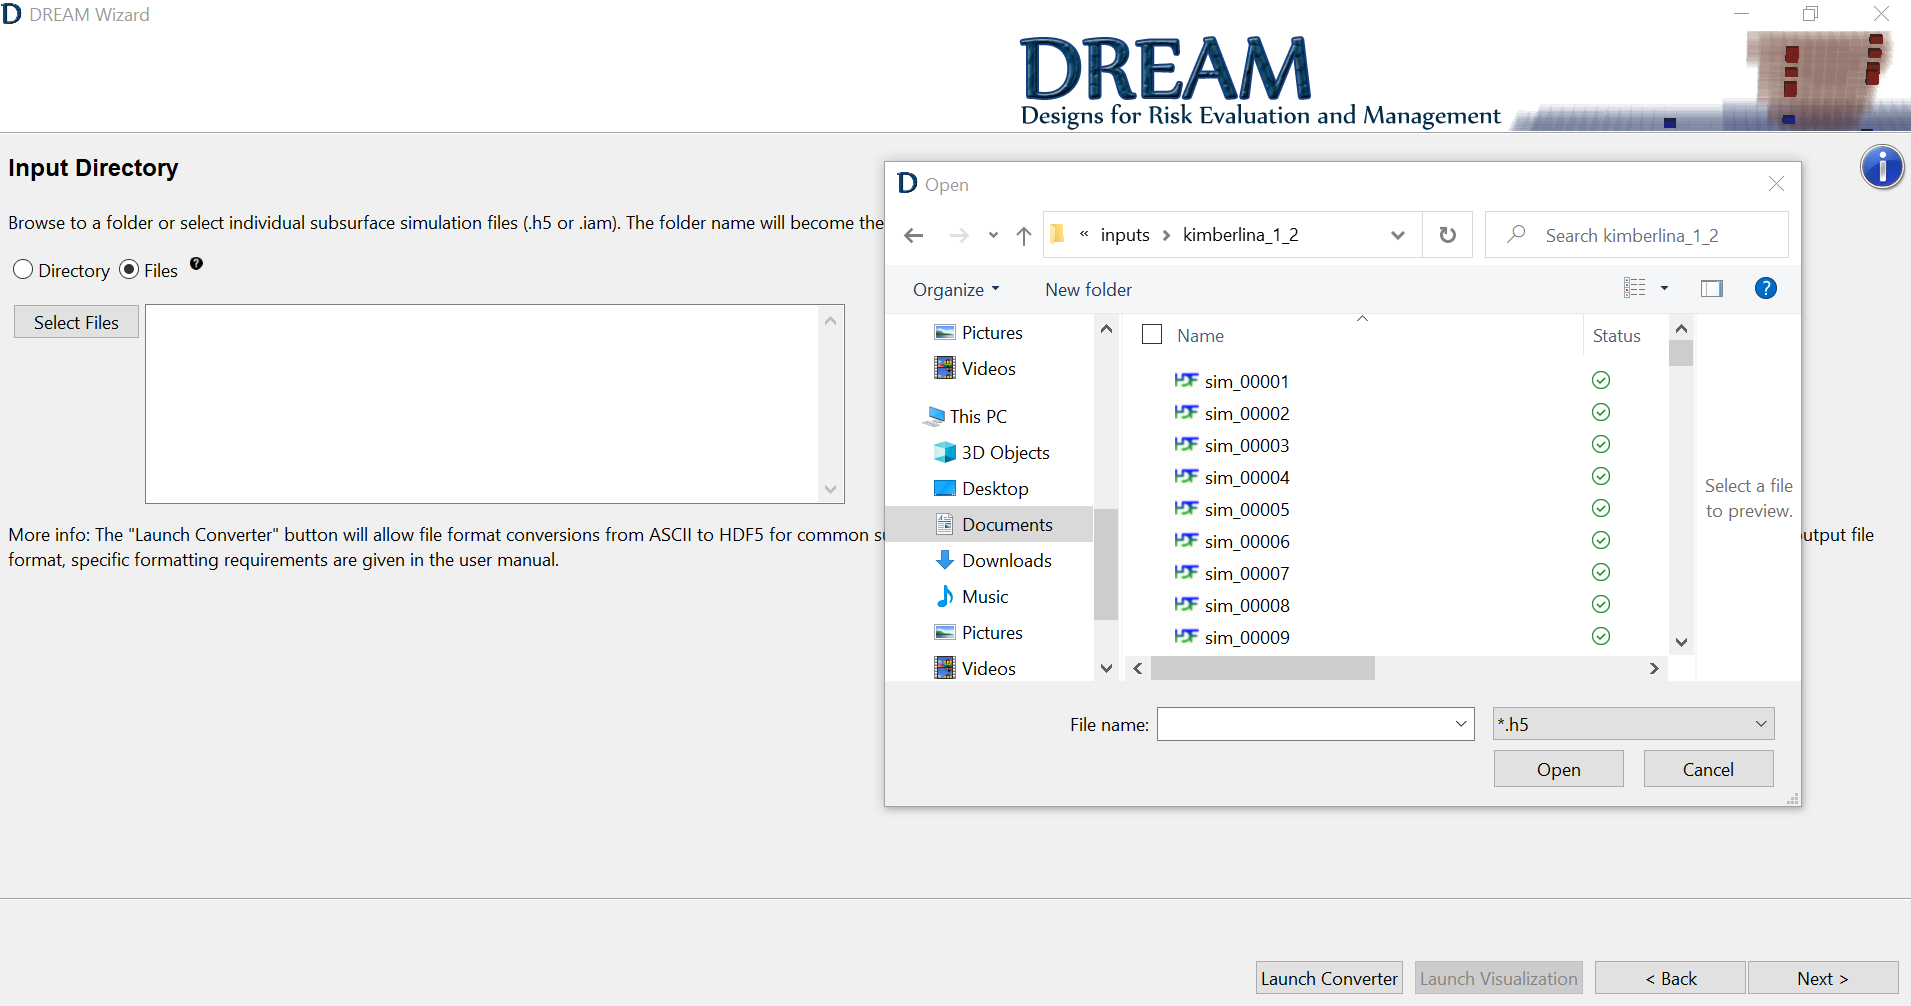 DREAM Wizard
DREAM
Designs for Risk Evaluation and Management
Input Directory
Browse to a folder or select individual subsurface simulation files (.h5 or .iam). The folder name will become the
Directory
Files
Select Files
More info: The "Launch Converter" button will allow file format conversions from ASCII to HDF5 for common su
utput file
format, specific formatting requirements are given in the user manual.
Open
« inputs > kimberlina_1_2
Search kimberlina_1_2
Organize
New folder
Pictures
Videos
This PC
3D Objects
Desktop
Documents
Downloads
Music
Pictures
Videos
Name
Status
sim_00001
sim_00002
sim_00003
sim_00004
sim_00005
sim_00006
sim_00007
sim_00008
sim_00009
Select a file
to preview.
File name:
*.h5
Open
Cancel
Launch Converter
Launch Visualization
< Back
Next >